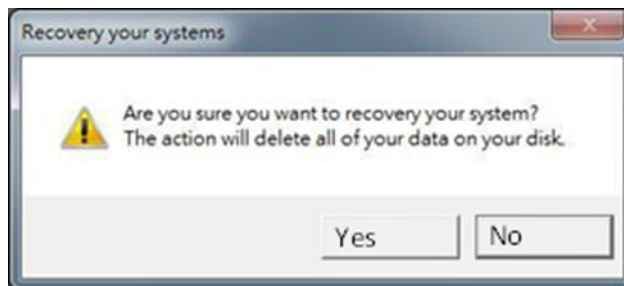 Recovery your systems
Are you sure you want to recovery your system?
The action will delete all of your data on your disk.
Yes
No